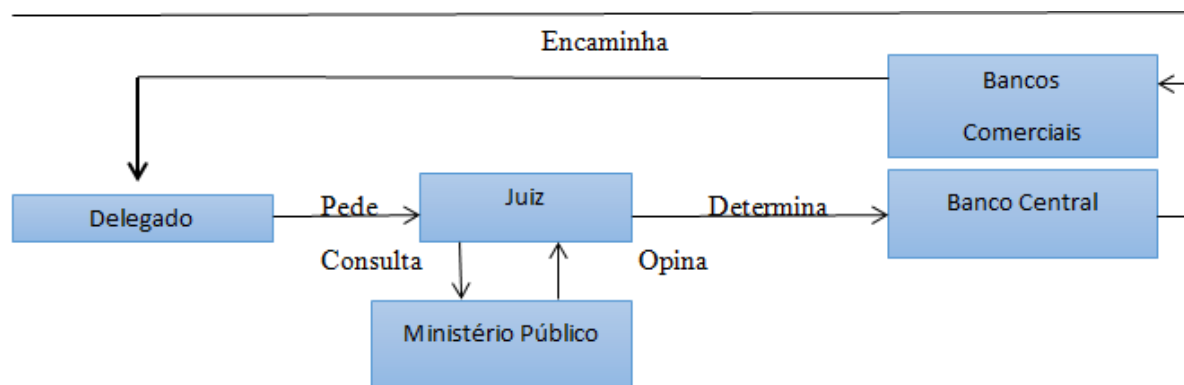 Encaminha
Bancos
Comerciais
Delegado
Pede
Juiz
Determina
Banco Central
Consulta
Opina
Ministério Público